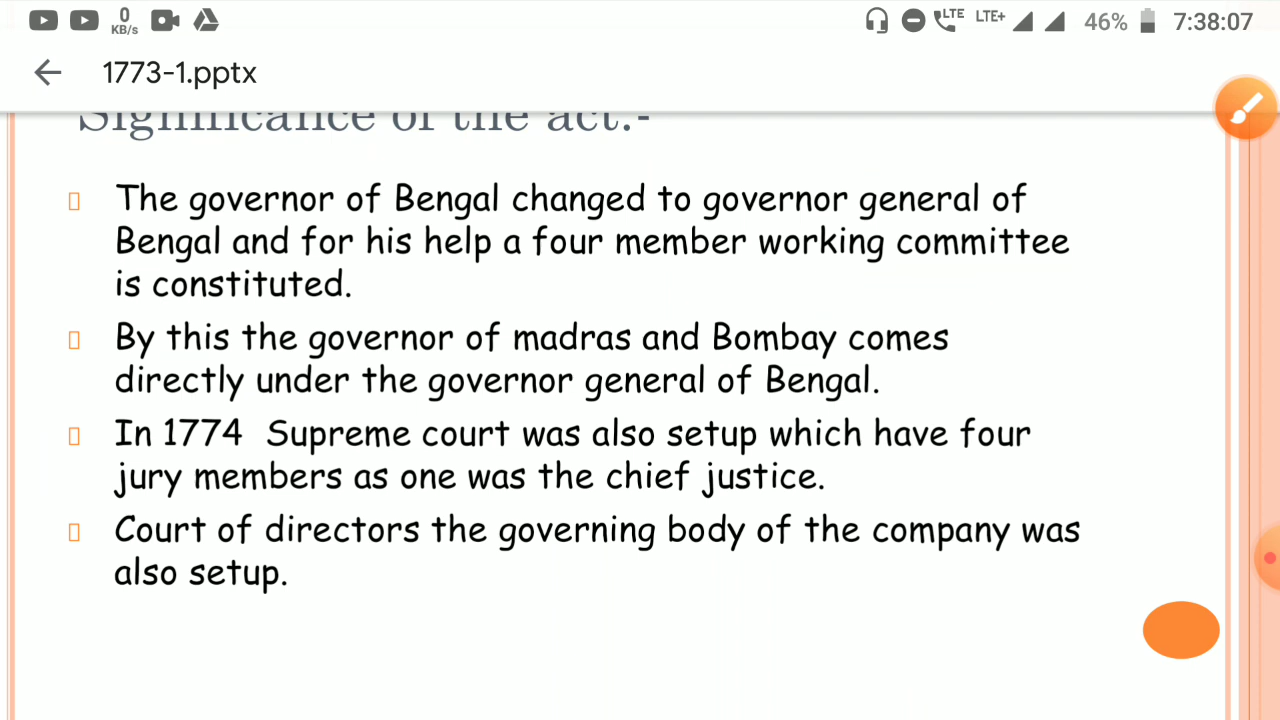 0
KB/s
LTE
LTE+
46%
7:38:07
1773-1.pptx
Significance of the act.-
The governor of Bengal changed to governor general of
Bengal and for his help a four member working committee
is constituted.
By this the governor of madras and Bombay comes
directly under the governor general of Bengal.
In 1774 Supreme court was also setup which have four
jury members as one was the chief justice.
Court of directors the governing body of the company was
also setup.